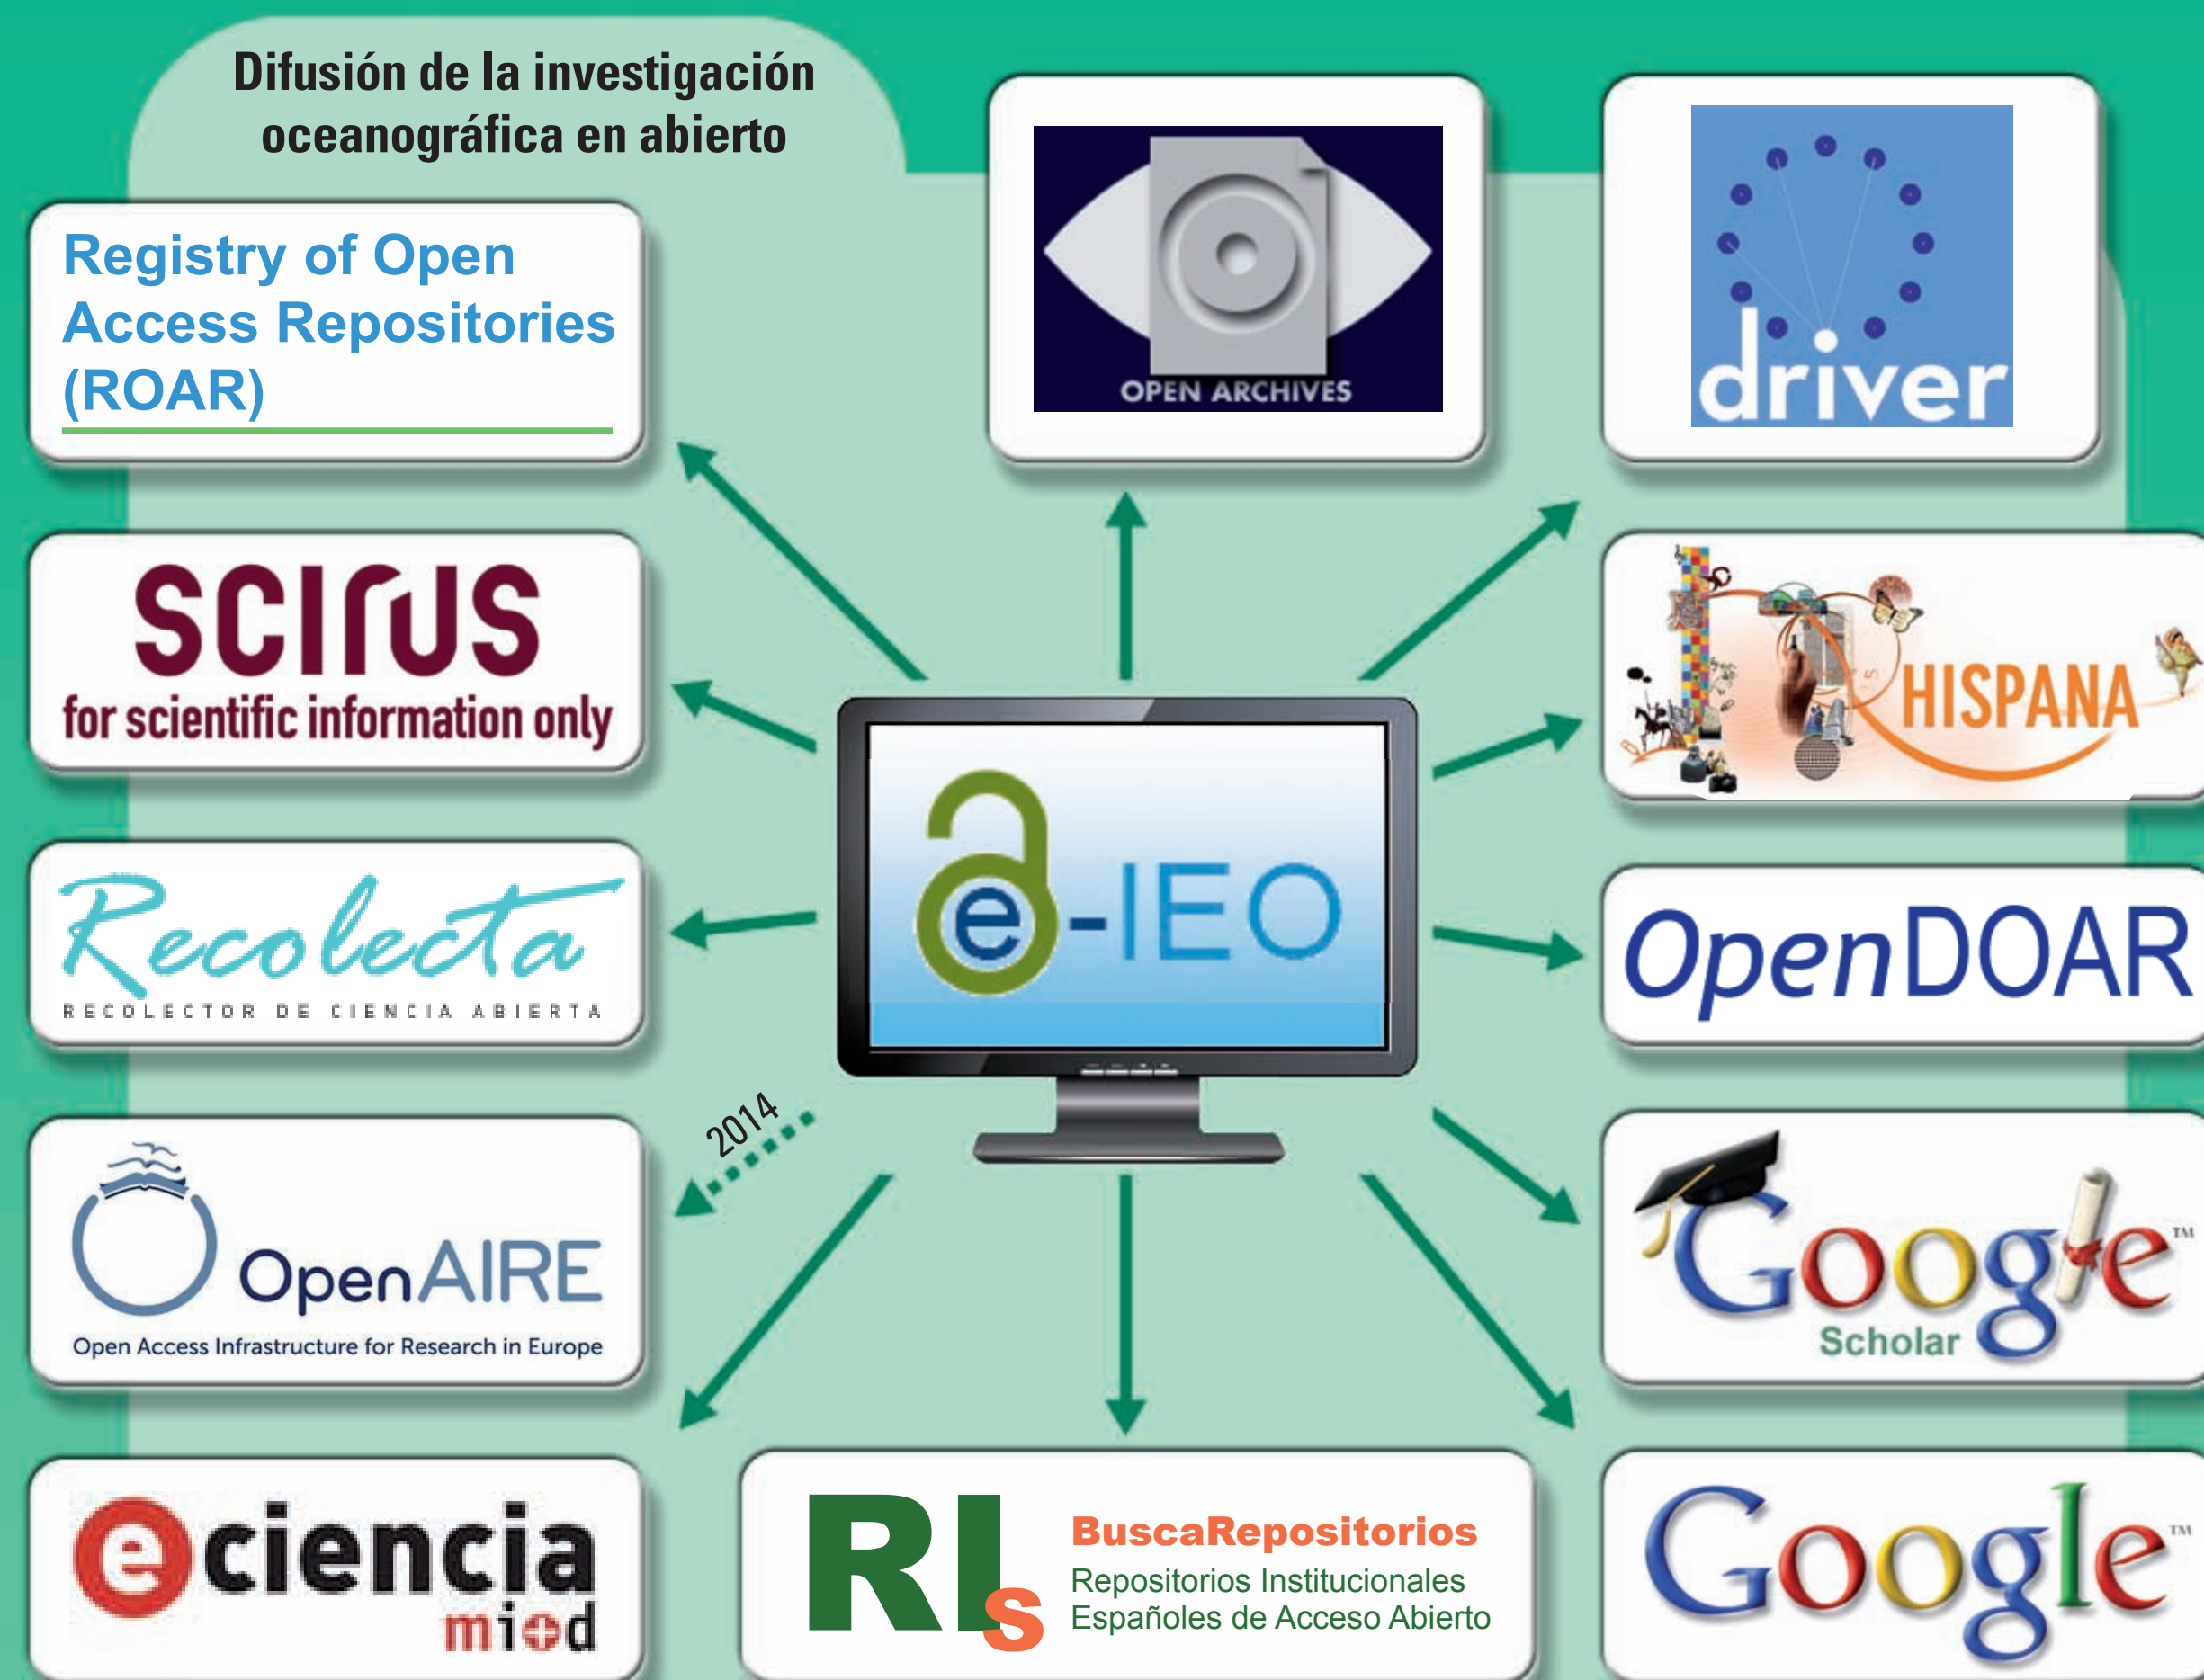 Difusión de la investigación
oceanográfica en abierto
Registry of Open
Access Repositories
(ROAR)
OPEN ARCHIVES
driver
SCIRUS
for scientific information only
HISPANA
Recolecta
RECOLECTOR DE CIENCIA ABIERTA
e-IEO
OpenDOAR
2014
OpenAIRE
Open Access Infrastructure for Research in Europe
Google™
Scholar
eciencia
mi+d
RIs
BuscaRepositorios
Repositorios Institucionales
Españoles de Acceso Abierto
Google™